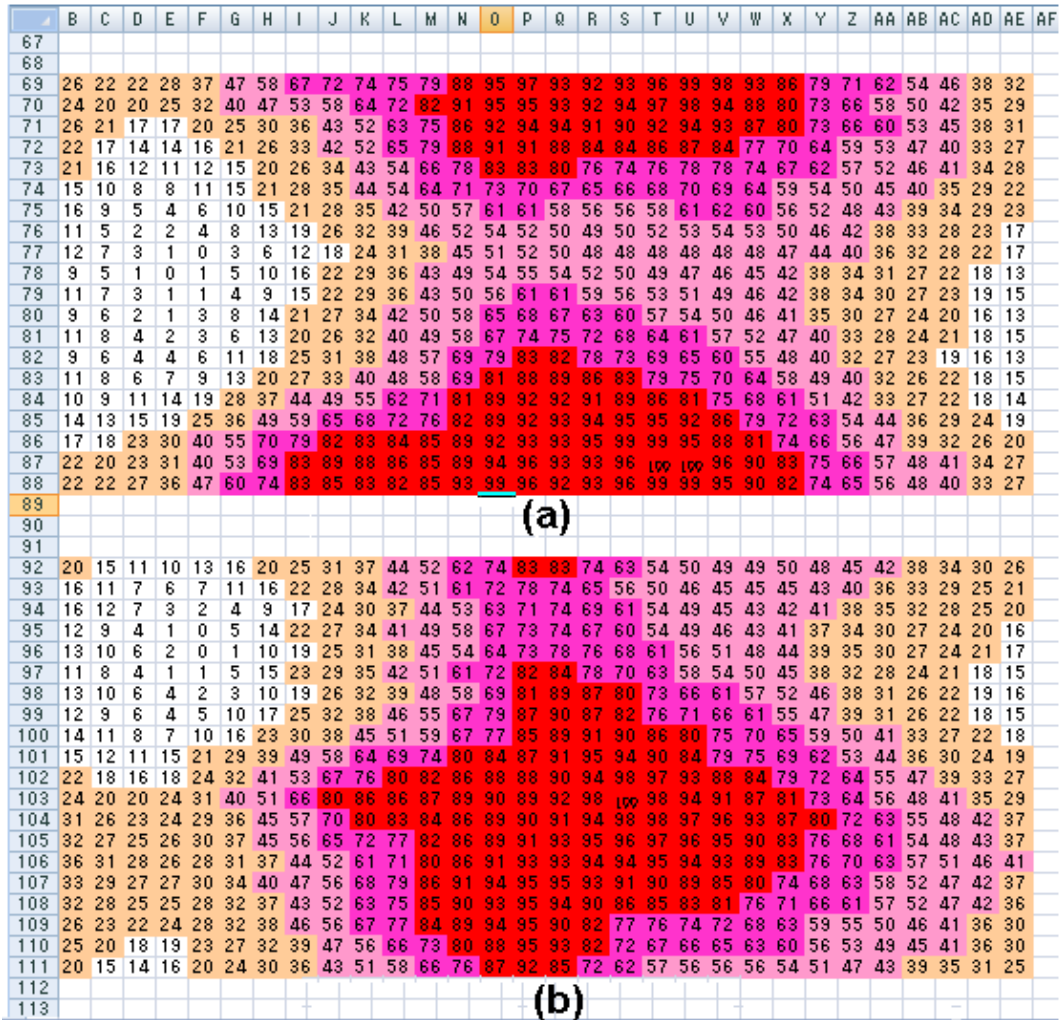 B C D E F G H I J K L M N O P Q R S T U V W X Y Z AA AB AC AD AE AF
67
68
69 26 22 22 28 37 47 58 67 72 74 75 79 88 95 97 93 92 93 96 99 98 93 86 79 71 62 54 46 38 32
70 24 20 20 25 32 40 47 53 58 64 72 82 91 95 95 93 92 94 97 98 94 88 80 73 66 58 50 42 35 29
71 26 21 17 17 20 25 30 36 43 52 63 75 86 92 94 94 91 90 92 94 93 87 80 73 66 60 53 45 38 31
72 22 17 14 14 16 21 26 33 42 52 65 79 88 91 91 88 84 84 86 87 84 77 70 64 59 53 47 40 33 27
73 21 16 12 11 12 15 20 26 34 43 54 66 78 83 83 80 76 74 76 78 78 74 67 62 57 52 46 41 34 28
74 15 10 8 8 11 15 21 28 35 44 54 64 71 73 70 67 65 66 68 70 69 64 59 54 50 45 40 35 29 22
75 16 9 5 4 6 10 15 21 28 35 42 50 57 61 61 58 56 56 58 61 62 60 56 52 48 43 39 34 29 23
76 11 5 2 2 4 8 13 19 26 32 39 46 52 54 52 50 49 50 52 53 54 53 50 46 42 38 33 28 23 17
77 12 7 3 1 0 3 6 12 18 24 31 38 45 51 52 50 48 48 48 48 48 48 47 44 40 36 32 28 22 17
78 9 5 1 0 1 5 10 16 22 29 36 43 49 54 55 54 52 50 49 47 46 45 42 38 34 31 27 22 18 13
79 11 7 3 1 1 4 9 15 22 29 36 43 50 56 61 61 59 56 53 51 49 46 42 38 34 30 27 23 19 15
80 9 6 2 1 3 8 14 21 27 34 42 50 58 65 68 67 63 60 57 54 50 46 41 35 30 27 24 20 16 13
81 11 8 4 2 3 6 13 20 26 32 40 49 58 67 74 75 72 68 64 61 57 52 47 40 33 28 24 21 18 15
82 9 6 4 4 6 11 18 25 31 38 48 57 69 79 83 82 78 73 69 65 60 55 48 40 32 27 23 19 16 13
83 11 8 6 7 9 13 20 27 33 40 48 58 69 81 88 89 86 83 79 75 70 64 58 49 40 32 26 22 18 15
84 10 9 11 14 19 28 37 44 49 55 62 71 81 89 92 92 91 89 86 81 75 68 61 51 42 33 27 22 18 14
85 14 13 15 19 25 36 49 59 65 68 72 76 82 89 92 93 94 95 95 92 86 79 72 63 54 44 36 29 24 19
86 17 18 23 30 40 55 70 79 82 83 84 85 89 92 93 93 95 99 99 95 88 81 74 66 56 47 39 32 26 20
87 22 20 23 31 40 53 69 83 89 88 86 85 89 94 96 93 93 96 100 100 96 90 83 75 66 57 48 41 34 27
88 22 22 27 36 47 60 74 83 85 83 82 85 93 99 96 92 93 96 99 99 95 90 82 74 65 56 48 40 33 27
89
(a)
90
91
92 20 15 11 10 13 16 20 25 31 37 44 52 62 74 83 83 74 63 54 50 49 49 50 48 45 42 38 34 30 26
93 16 11 7 6 7 11 16 22 28 34 42 51 61 72 78 74 65 56 50 46 45 45 45 43 40 36 33 29 25 21
94 16 12 7 3 2 4 9 17 24 30 37 44 53 63 71 74 69 61 54 49 45 43 42 41 38 35 32 28 25 20
95 12 9 4 1 0 5 14 22 27 34 41 49 58 67 73 74 67 60 54 49 46 43 41 37 34 30 27 24 20 16
96 13 10 6 2 0 1 10 19 25 31 38 45 54 64 73 78 76 68 61 56 51 48 44 39 35 30 27 24 21 17
97 11 8 4 1 1 5 15 23 29 35 42 51 61 72 82 84 78 70 63 58 54 50 45 38 32 28 24 21 18 15
98 13 10 6 4 2 3 10 19 26 32 39 48 58 69 81 89 87 80 73 66 61 57 52 46 38 31 26 22 19 16
99 12 9 6 4 5 10 17 25 32 38 46 55 67 79 87 90 87 82 76 71 66 61 55 47 39 31 26 22 18 15
100 14 11 8 7 10 16 23 30 38 45 51 59 67 77 85 89 91 90 86 80 75 70 65 59 50 41 33 27 22 18
101 15 12 11 15 21 29 39 49 58 64 69 74 80 84 87 91 95 94 90 84 79 75 69 62 53 44 36 30 24 19
102 22 18 16 18 24 32 41 53 67 76 80 82 86 88 88 90 94 98 97 93 88 84 79 72 64 55 47 39 33 27
103 24 20 20 24 31 40 51 66 80 86 86 87 89 90 89 92 98 100 98 94 91 87 81 73 64 56 48 41 35 29
104 31 26 23 24 29 36 45 57 70 80 83 84 86 89 90 91 94 98 98 97 96 93 87 80 72 63 55 48 42 37
105 32 27 25 26 30 37 45 56 65 72 77 82 86 89 91 93 95 96 97 96 95 90 83 76 68 61 54 48 43 37
106 36 31 28 26 28 31 37 44 52 61 71 80 86 91 93 93 94 94 95 94 93 89 83 76 70 63 57 51 46 41
107 33 29 27 27 30 34 40 47 56 68 79 86 91 94 95 95 93 91 90 89 85 80 74 68 63 58 52 47 42 37
108 32 28 25 25 28 32 37 43 52 63 75 85 90 93 95 94 90 86 85 83 81 76 71 66 61 57 52 47 42 36
109 26 23 22 24 28 32 38 46 56 67 77 84 89 94 95 90 82 77 76 74 72 68 63 59 55 50 46 41 36 30
110 25 20 18 19 23 27 32 39 47 56 66 73 80 88 95 93 82 72 67 66 65 63 60 56 53 49 45 41 36 30
111 20 15 14 16 20 24 30 36 43 51 58 66 76 87 92 85 72 62 57 56 56 56 54 51 47 43 39 35 31 25
112
(b)
113